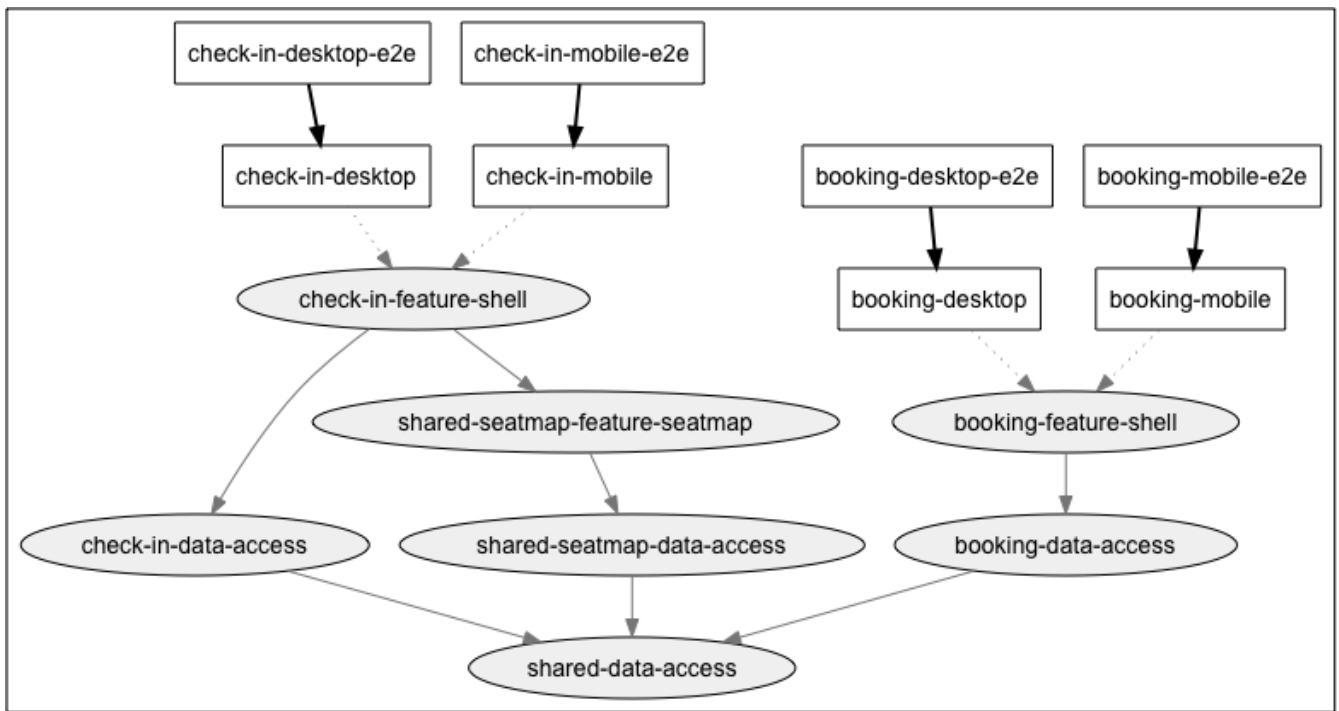 check-in-desktop-e2e
check-in-mobile-e2e
check-in-desktop
check-in-mobile
booking-desktop-e2e
booking-mobile-e2e
check-in-feature-shell
booking-desktop
booking-mobile
shared-seatmap-feature-seatmap
booking-feature-shell
check-in-data-access
shared-seatmap-data-access
booking-data-access
shared-data-access